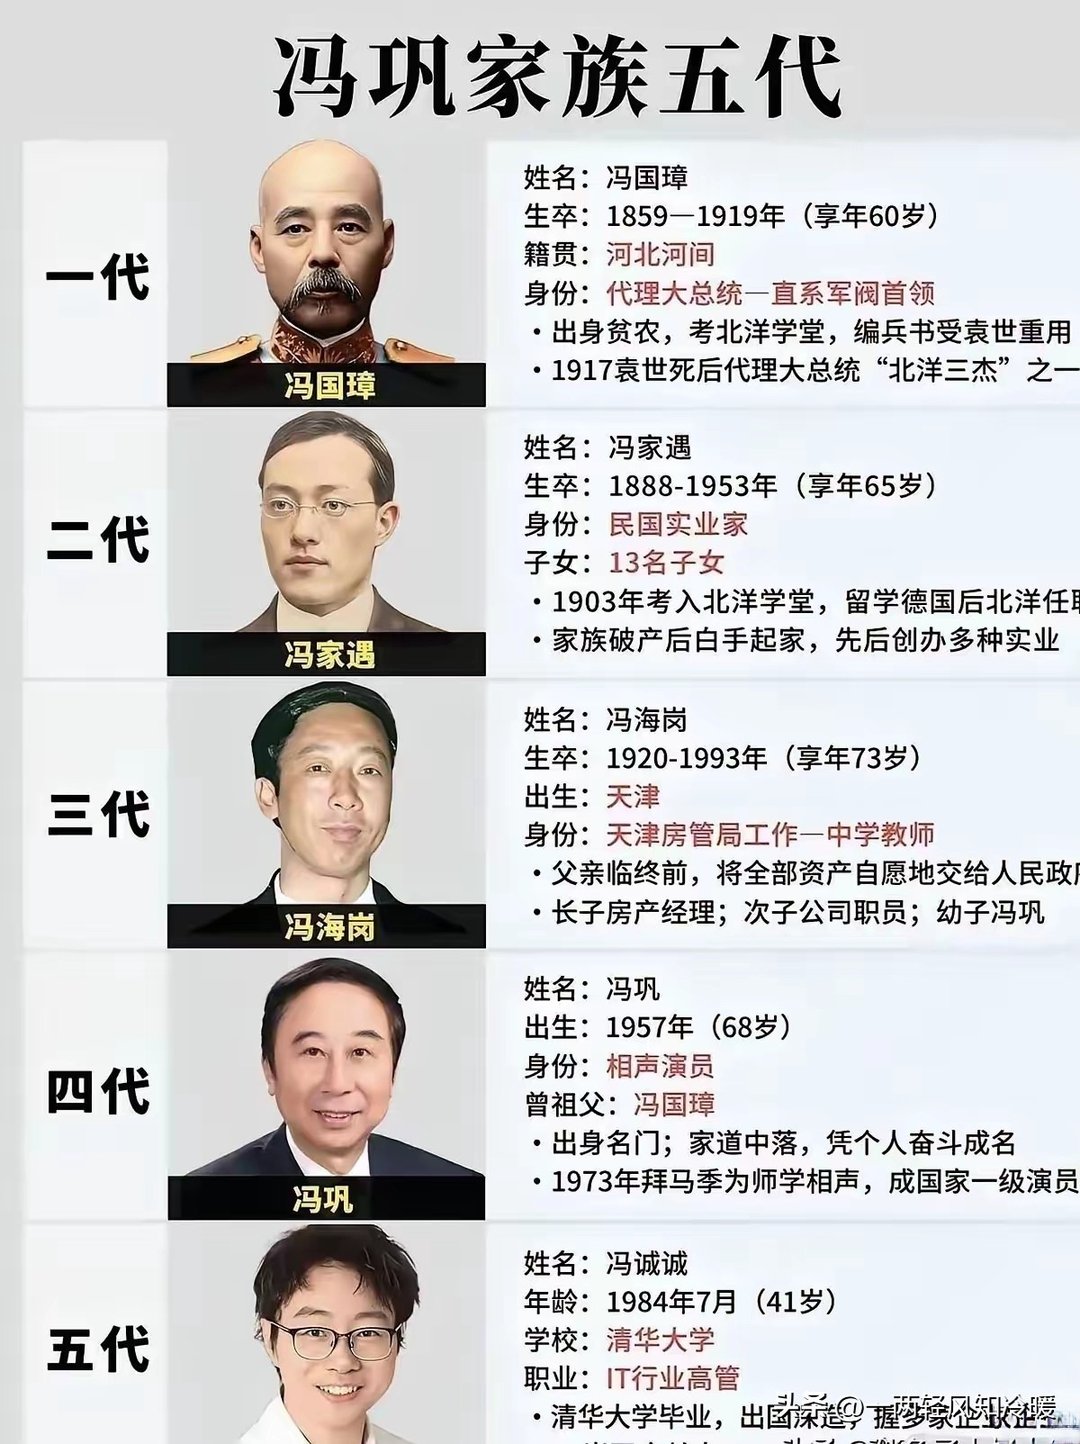 冯巩家族五代
一代
冯国璋
姓名：冯国璋
生卒：1859—1919年（享年60岁）
籍贯：河北河间
身份：代理大总统—直系军阀首领
·出身贫农，考北洋学堂，编兵书受袁世重用
·1917袁世死后代理大总统“北洋三杰”之一
二代
冯家遇
姓名：冯家遇
生卒：1888-1953年（享年65岁）
身份：民国实业家
子女：13名子女
·1903年考入北洋学堂，留学德国后北洋任职
·家族破产后白手起家，先后创办多种实业
三代
冯海岗
姓名：冯海岗
生卒：1920-1993年（享年73岁）
出生：天津
身份：天津房管局工作—中学教师
·父亲临终前，将全部资产自愿地交给人民政府
·长子房产经理；次子公司职员；幼子冯巩
四代
冯巩
姓名：冯巩
出生：1957年（68岁）
身份：相声演员
曾祖父：冯国璋
·出身名门；家道中落，凭个人奋斗成名
·1973年拜马季为师学相声，成国家一级演员
五代
姓名：冯诚诚
年龄：1984年7月（41岁）
学校：清华大学
职业：IT行业高管
·清华大学毕业，出国深造，握多家企业
头条@一两轻风知冷暖